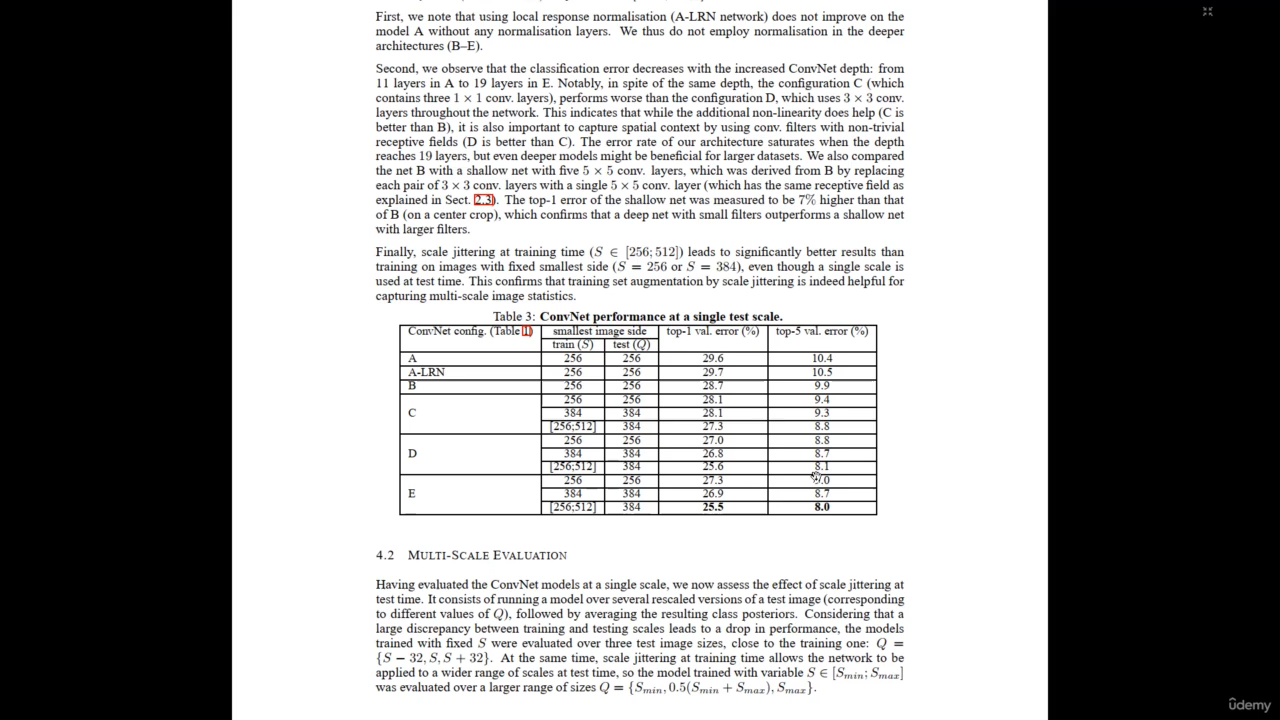 First, we note that using local response normalisation (A-LRN network) does not improve on the
model A without any normalisation layers. We thus do not employ normalisation in the deeper
architectures (B–E).
Second, we observe that the classification error decreases with the increased ConvNet depth: from
11 layers in A to 19 layers in E. Notably, in spite of the same depth, the configuration C (which
contains three 1 × 1 conv. layers), performs worse than the configuration D, which uses 3 × 3 conv.
layers throughout the network. This indicates that while the additional non-linearity does help (C is
better than B), it is also important to capture spatial context by using conv. filters with non-trivial
receptive fields (D is better than C). The error rate of our architecture saturates when the depth
reaches 19 layers, but even deeper models might be beneficial for larger datasets. We also compared
the net B with a shallow net with five 5 × 5 conv. layers, which was derived from B by replacing
each pair of 3 × 3 conv. layers with a single 5 × 5 conv. layer (which has the same receptive field as
explained in Sect. 2.3). The top-1 error of the shallow net was measured to be 7% higher than that
of B (on a center crop), which confirms that a deep net with small filters outperforms a shallow net
with larger filters.
Finally, scale jittering at training time (S ∈ [256; 512]) leads to significantly better results than
training on images with fixed smallest side (S = 256 or S = 384), even though a single scale is
used at test time. This confirms that training set augmentation by scale jittering is indeed helpful for
capturing multi-scale image statistics.
Table 3: ConvNet performance at a single test scale.
ConvNet config. (Table 1) smallest image side top-1 val. error (%) top-5 val. error (%)
train (S) test (Q)
A 256 256 29.6 10.4
A-LRN 256 256 29.7 10.5
B 256 256 28.7 9.9
256 256 28.1 9.4
C 384 384 28.1 9.3
[256;512] 384 27.3 8.8
256 256 27.0 8.8
D 384 384 26.8 8.7
[256;512] 384 25.6 8.1
256 256 27.3
E 384 384 26.9 8.7
[256;512] 384 25.5 8.0
4.2 MULTI-SCALE EVALUATION
Having evaluated the ConvNet models at a single scale, we now assess the effect of scale jittering at
test time. It consists of running a model over several rescaled versions of a test image (corresponding
to different values of Q), followed by averaging the resulting class posteriors. Considering that a
large discrepancy between training and testing scales leads to a drop in performance, the models
trained with fixed S were evaluated over three test image sizes, close to the training one: Q =
{S − 32, S, S + 32}. At the same time, scale jittering at training time allows the network to be
applied to a wider range of scales at test time, so the model trained with variable S ∈ [Smin; Smax]
was evaluated over a larger range of sizes Q = {Smin, 0.5(Smin + Smax), Smax}.
ûdemy